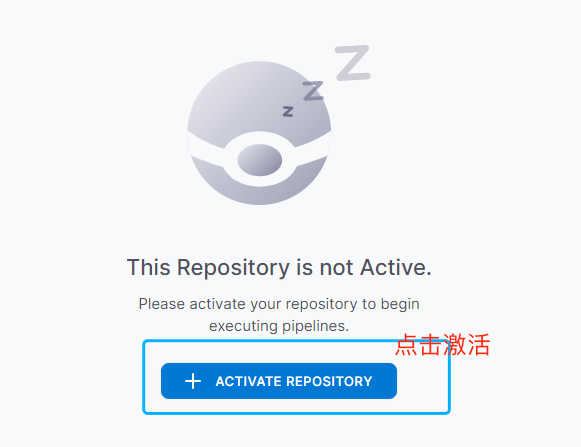 z z z
This Repository is not Active.
Please activate your repository to begin
executing pipelines.
点击激活
+ ACTIVATE REPOSITORY